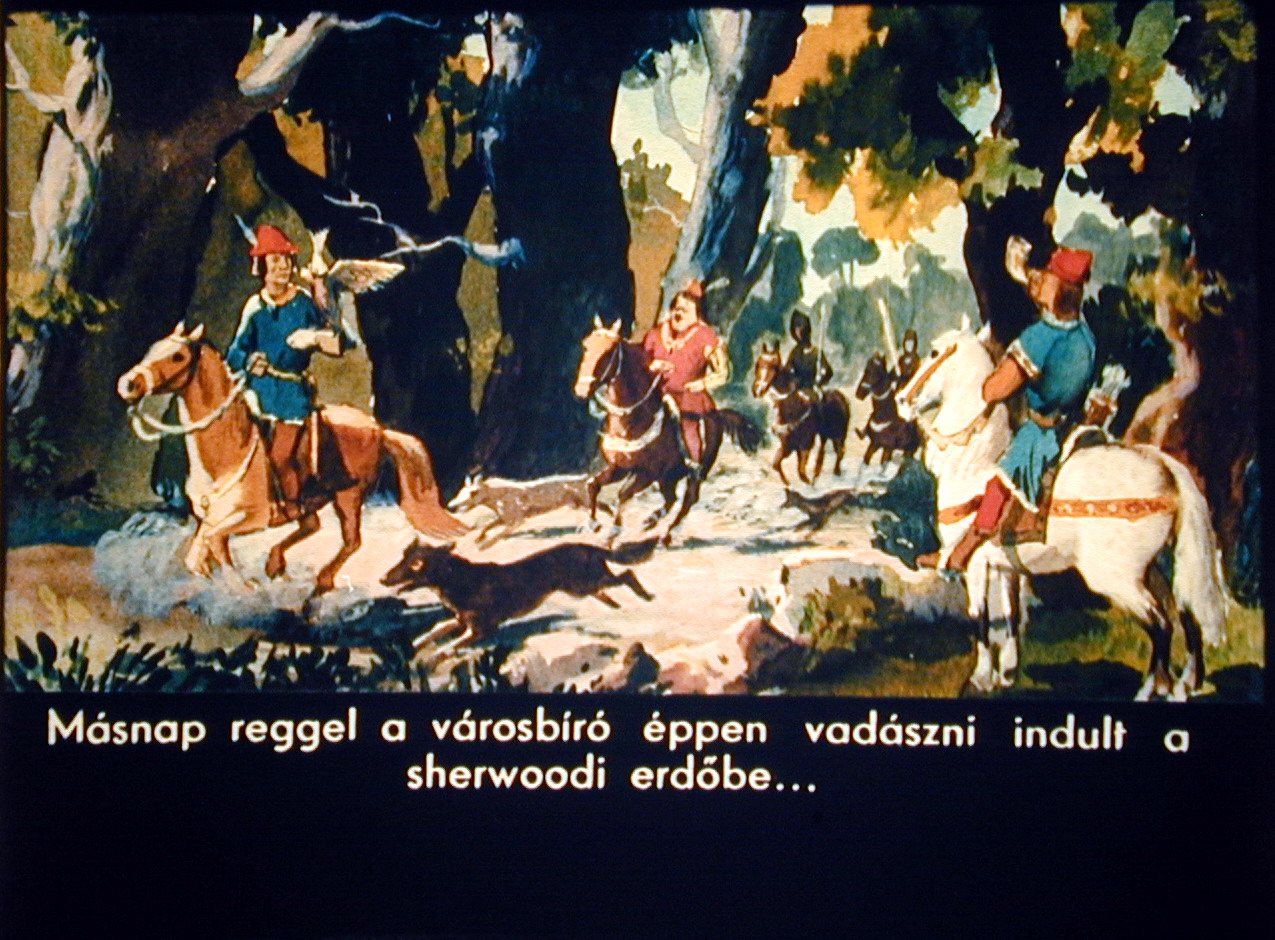 Másnap reggel a városbíró éppen vadászni indult a
sherwoodi erdőbe...